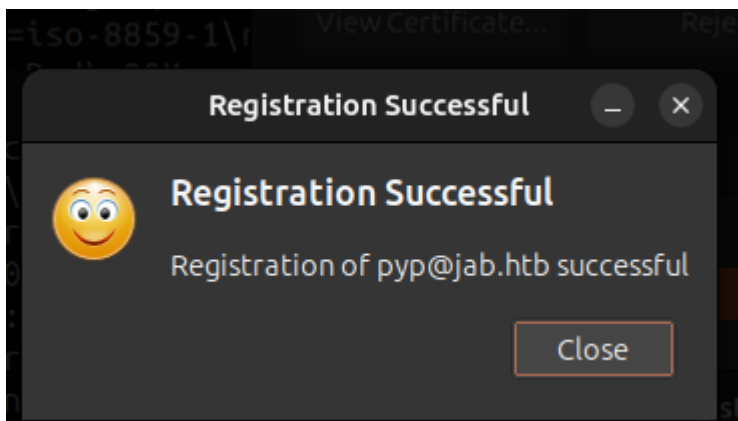 =iso-8859-1\r
View Certificate...
Registration Successful
Registration Successful
Registration of pyp@jab.htb successful
Close